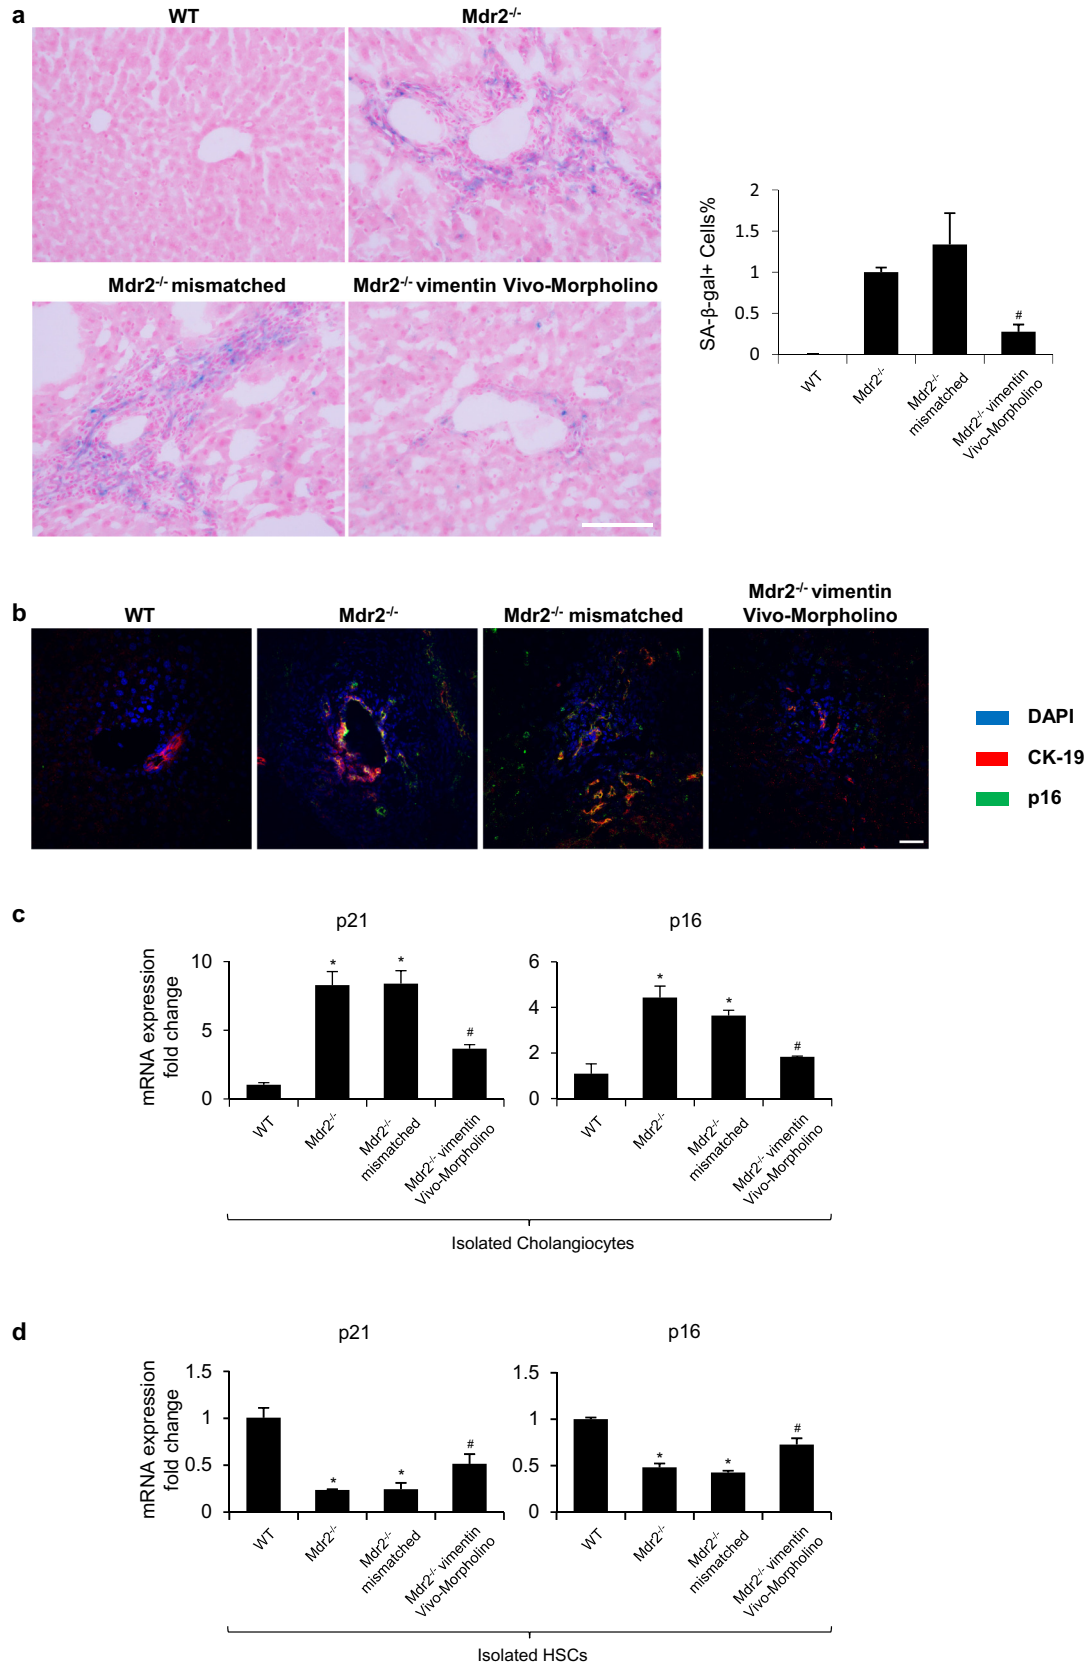 a
WT
Mdr2-/-
Mdr2-/- mismatched
Mdr2-/- vimentin Vivo-Morpholino
SA-β-gal+ Cells%
2
1.5
1
0.5
0
#
WT
Mdr2-/-
Mdr2-/-
mismatched
Mdr2-/- vimentin
Vivo-Morpholino
b
WT
Mdr2-/-
Mdr2-/- mismatched
Mdr2-/- vimentin
Vivo-Morpholino
DAPI
CK-19
p16
c
p21
mRNA expression
fold change
10
5
0
*
*
#
WT
Mdr2-/-
Mdr2-/-
mismatched
Mdr2-/- vimentin
Vivo-Morpholino
p16
6
4
2
0
*
*
#
WT
Mdr2-/-
Mdr2-/-
mismatched
Mdr2-/- vimentin
Vivo-Morpholino
Isolated Cholangiocytes
d
p21
mRNA expression
fold change
1.5
1
0.5
0
*
*
#
WT
Mdr2-/-
Mdr2-/-
mismatched
Mdr2-/- vimentin
Vivo-Morpholino
p16
1.5
1
0.5
0
*
*
#
WT
Mdr2-/-
Mdr2-/-
mismatched
Mdr2-/- vimentin
Vivo-Morpholino
Isolated HSCs